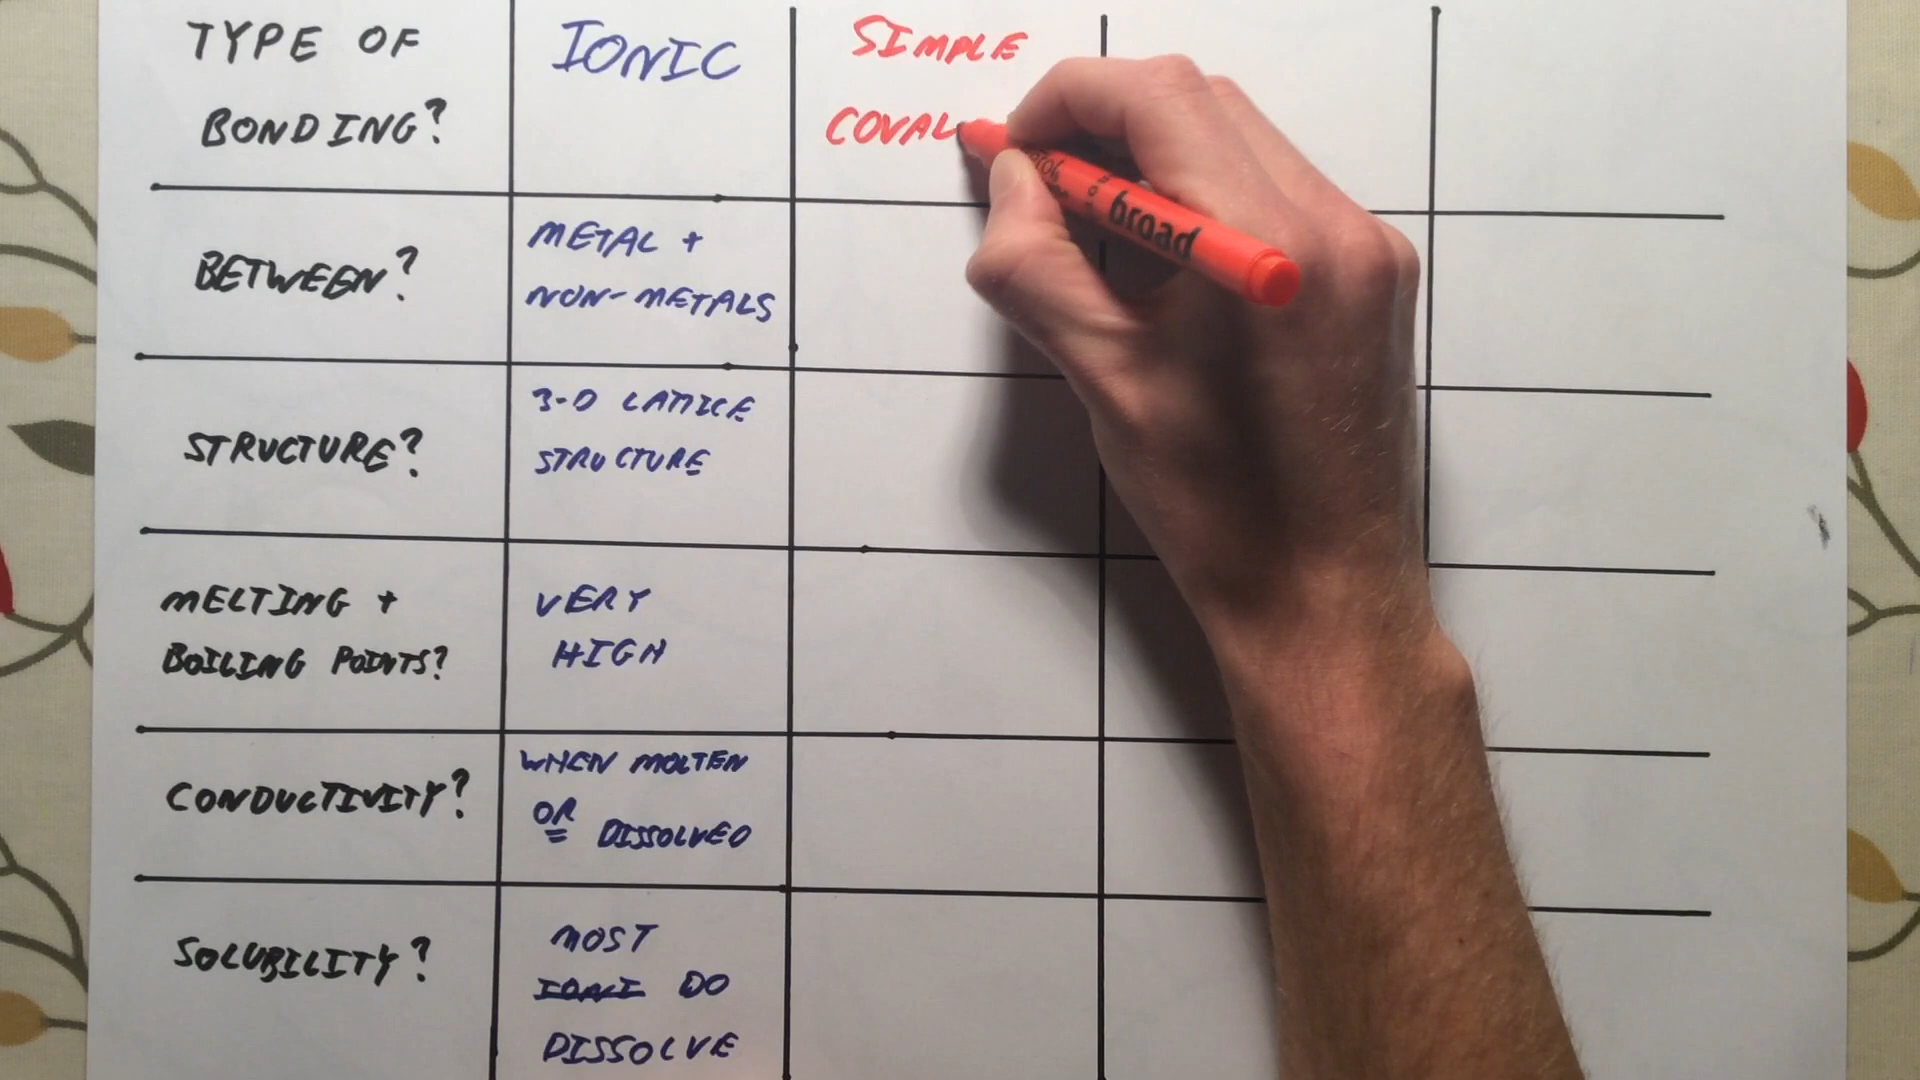 TYPE OF
BONDING?
IONIC
SIMPLE
COVAL
broad
BETWEEN?
METAL +
NON-METALS
STRUCTURE?
3-D LATTICE
STRUCTURE
MELTING +
BOILING POINTS?
VERY
HIGH
CONDUCTIVITY?
WHEN MOLTEN
OR DISSOLVED
SOLUBILITY?
MOST
DO
DISSOLVE